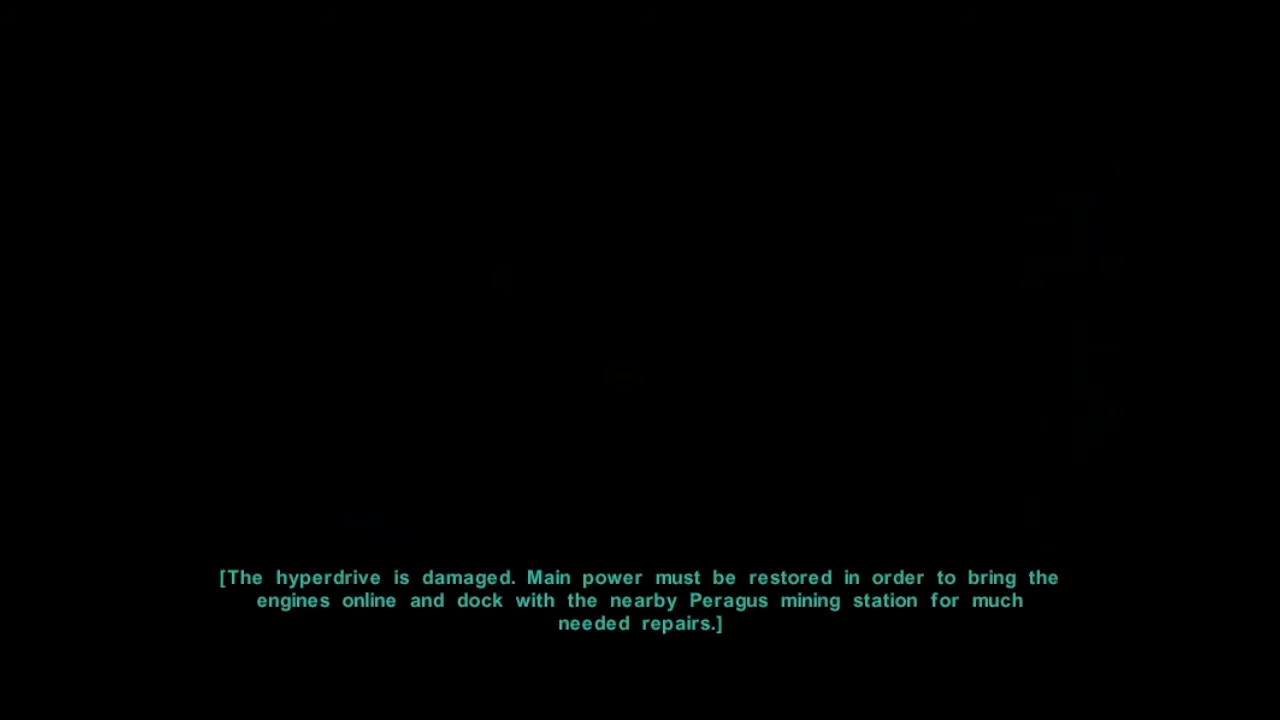 [The hyperdrive is damaged. Main power must be restored in order to bring the
engines online and dock with the nearby Peragus mining station for much
needed repairs.]